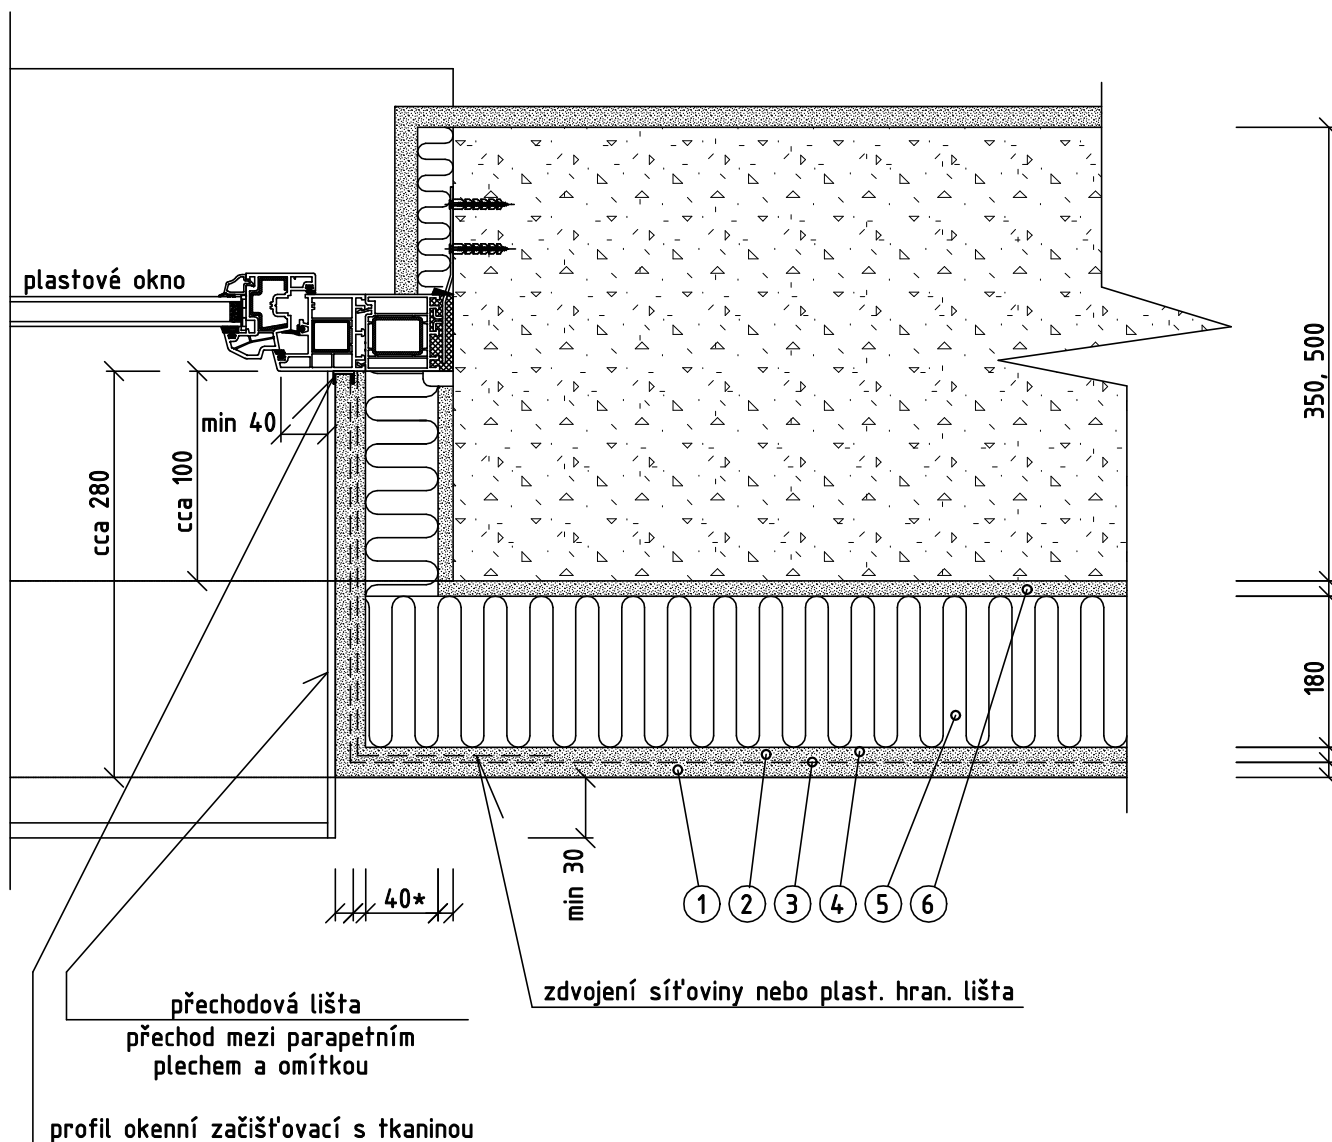 plastové okno
min 40
cca 280
cca 100
350, 500
180
40*
min 30
1 2 3 4 5 6
zdvojení síťoviny nebo plast. hran. lišta
přechodová lišta
přechod mezi parapetním
plechem a omítkou
profil okenní začišťovací s tkaninou